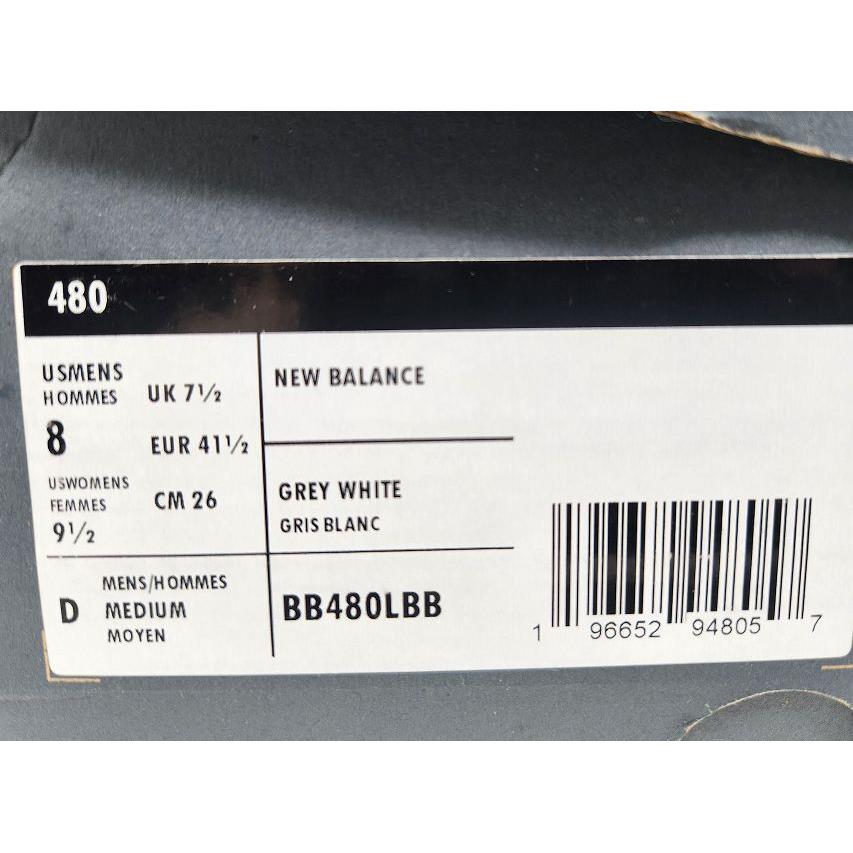 480
USMENS
HOMMES
8
UK 7½
EUR 41½
USWOMENS
FEMMES
9½
CM 26
D
MENS/HOMMES
MEDIUM
MOYEN
NEW BALANCE
GREY WHITE
GRIS BLANC
BB480LBB
1 96652 94805 7